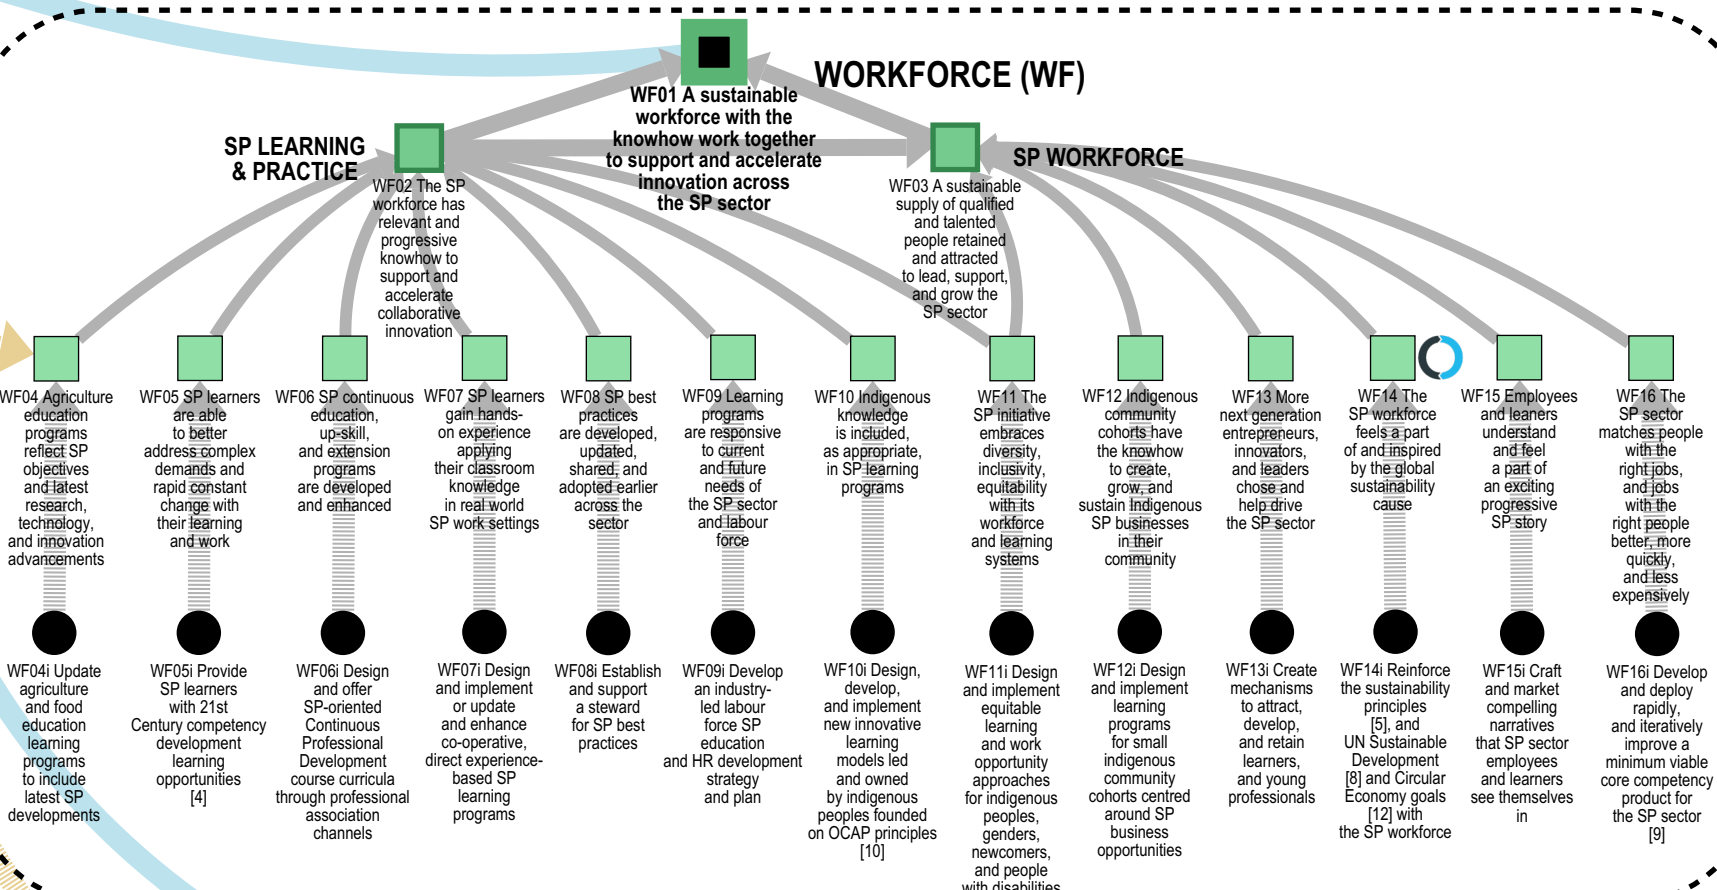 WORKFORCE (WF)
WF01 A sustainable
workforce with the
knowhow work together
to support and accelerate
innovation across
the SP sector
SP LEARNING
& PRACTICE
SP WORKFORCE
WF02 The SP
workforce has
relevant and
progressive
knowhow to
support and
accelerate
collaborative
innovation
WF03 A sustainable
supply of qualified
and talented
people retained
and attracted
to lead, support,
and grow the
SP sector
WF04 Agriculture
education
programs
reflect SP
objectives
and latest
research,
technology,
and innovation
advancements
WF05 SP learners
are able
to better
address complex
demands and
rapid constant
change with
their learning
and work
WF06 SP continuous
education,
up-skill,
and extension
programs
are developed
and enhanced
WF07 SP learners
gain hands-
on experience
applying
their classroom
knowledge
in real world
SP work settings
WF08 SP best
practices
are developed,
updated,
shared, and
adopted earlier
across the
sector
WF09 Learning
programs
are responsive
to current
and future
needs of
the SP sector
and labour
force
WF10 Indigenous
knowledge
is included,
as appropriate,
in SP learning
programs
WF11 The
SP initiative
embraces
diversity,
inclusivity,
equitability
with its
workforce
and learning
systems
WF12 Indigenous
community
cohorts have
the knowhow
to create,
grow, and
sustain Indigenous
SP businesses
in their
community
WF13 More
next generation
entrepreneurs,
innovators,
and leaders
chose and
help drive
the SP sector
WF14 The
SP workforce
feels a part
of and inspired
by the global
sustainability
cause
WF15 Employees
and leaners
understand
and feel
a part of
an exciting
progressive
SP story
WF16 The
SP sector
matches people
with the
right jobs,
and jobs
with the
right people
better, more
quickly,
and less
expensively
WF04i Update
agriculture
and food
education
learning
programs
to include
latest SP
developments
WF05i Provide
SP learners
with 21st
Century competency
development
learning
opportunities
[4]
WF06i Design
and offer
SP-oriented
Continuous
Professional
Development
course curricula
through professional
association
channels
WF07i Design
and implement
or update
and enhance
co-operative,
direct experience-
based SP
learning
programs
WF08i Establish
and support
a steward
for SP best
practices
WF09i Develop
an industry-
led labour
force SP
education
and HR development
strategy
and plan
WF10i Design,
develop,
and implement
new innovative
learning
models led
and owned
by indigenous
peoples founded
on OCAP principles
[10]
WF11i Design
and implement
equitable
learning
and work
opportunity
approaches
for indigenous
peoples,
genders,
newcomers,
and people
with disabilities
WF12i Design
and implement
learning
programs
for small
indigenous
community
cohorts centred
around SP
business
opportunities
WF13i Create
mechanisms
to attract,
develop,
and retain
learners,
and young
professionals
WF14i Reinforce
the sustainability
principles
[5], and
UN Sustainable
Development
[8] and Circular
Economy goals
[12] with
the SP workforce
WF15i Craft
and market
compelling
narratives
that SP sector
employees
and learners
see themselves
in
WF16i Develop
and deploy
rapidly,
and iteratively
improve a
minimum viable
core competency
product for
the SP sector
[9]